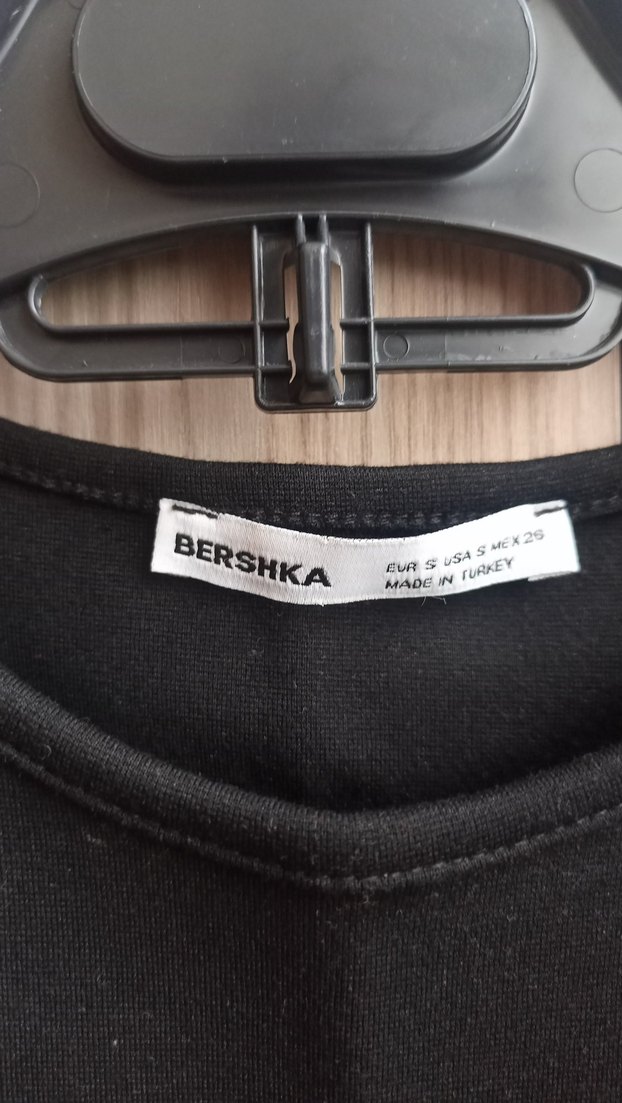 BERSHKA
EUR S USA S MEX 26
MADE IN TURKEY